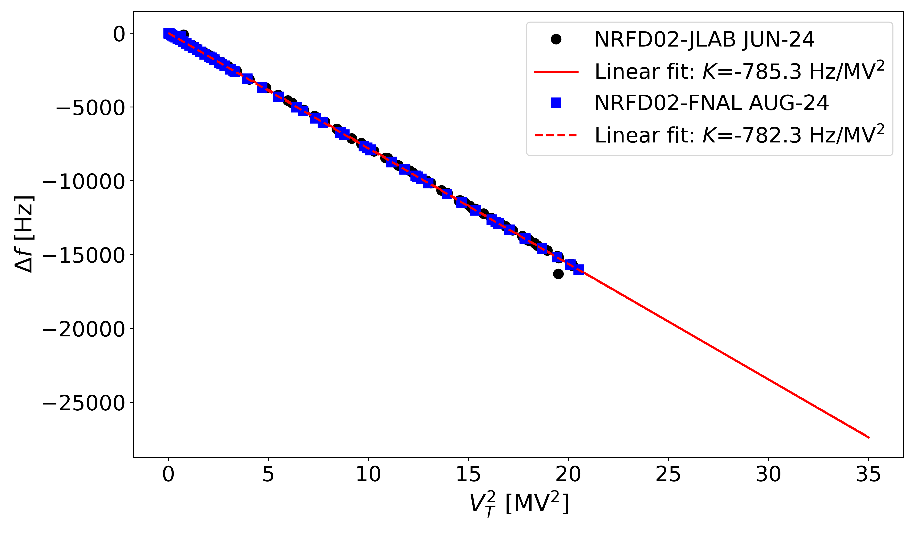 NRFD02-JLAB JUN-24
Linear fit: K=-785.3 Hz/MV²
NRFD02-FNAL AUG-24
Linear fit: K=-782.3 Hz/MV²
0
−5000
−10000
−15000
−20000
−25000
Δf [Hz]
0 5 10 15 20 25 30 35
V_T² [MV²]